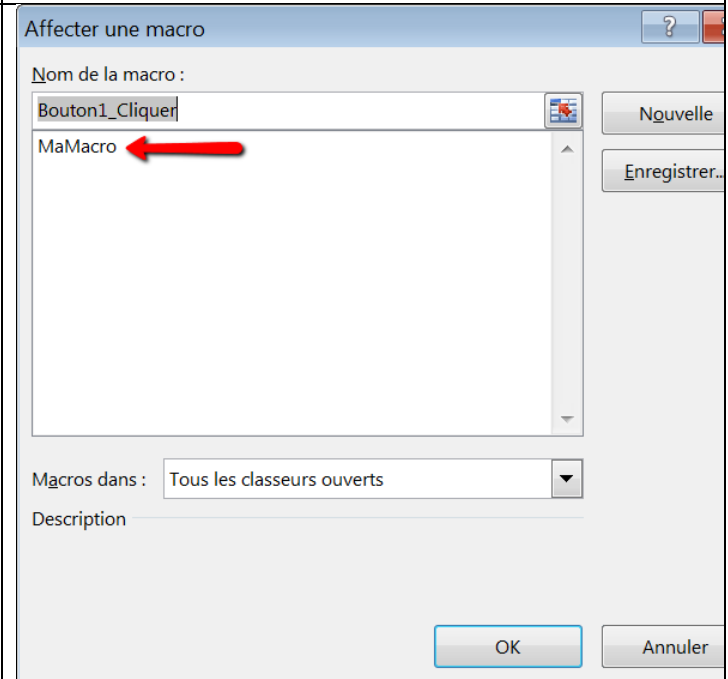 Affecter une macro
?
Nom de la macro :
Bouton1_Cliquer
Nouvelle
MaMacro
Enregistrer...
Macros dans :
Tous les classeurs ouverts
Description
OK
Annuler